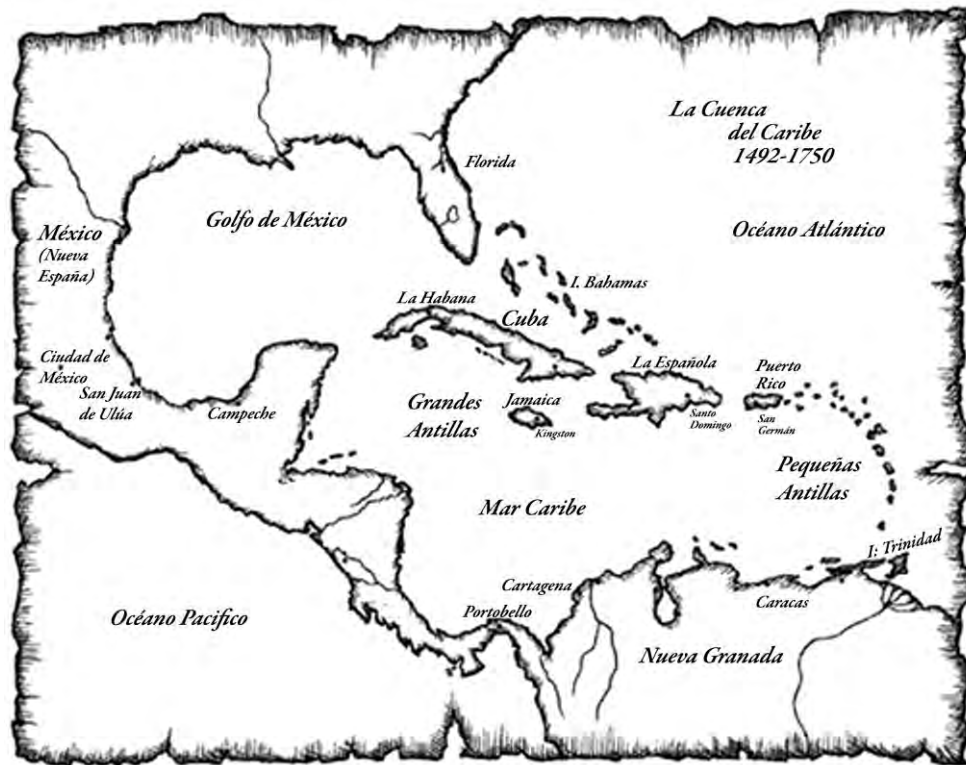 La Cuenca
del Caribe
1492-1750
Florida
Golfo de México
Océano Atlántico
México
(Nueva
España)
I. Bahamas
La Habana
Cuba
Ciudad de
México
San Juan
de Ulúa
Campeche
La Española
Puerto
Rico
Grandes
Antillas
Jamaica
Kingston
Santo
Domingo
San
Germán
Pequeñas
Antillas
Mar Caribe
I: Trinidad
Cartagena
Caracas
Portobello
Océano Pacifico
Nueva Granada